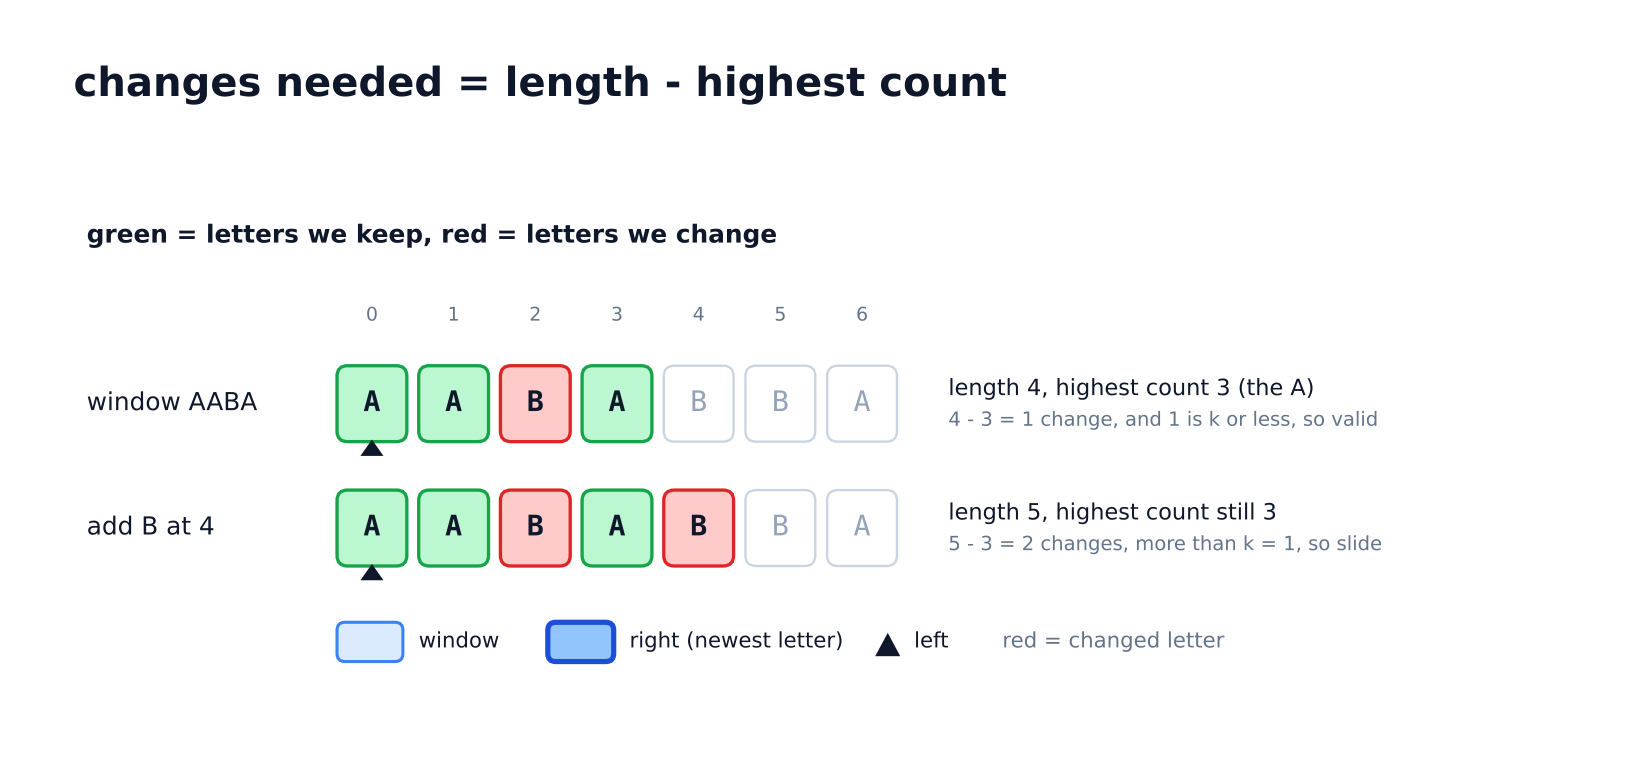 changes needed = length - highest count
green = letters we keep, red = letters we change
0 1 2 3 4 5 6
window AABA A A B A B B A length 4, highest count 3 (the A)
4 - 3 = 1 change, and 1 is k or less, so valid
add B at 4 A A B A B B A length 5, highest count still 3
5 - 3 = 2 changes, more than k = 1, so slide
window right (newest letter) left red = changed letter